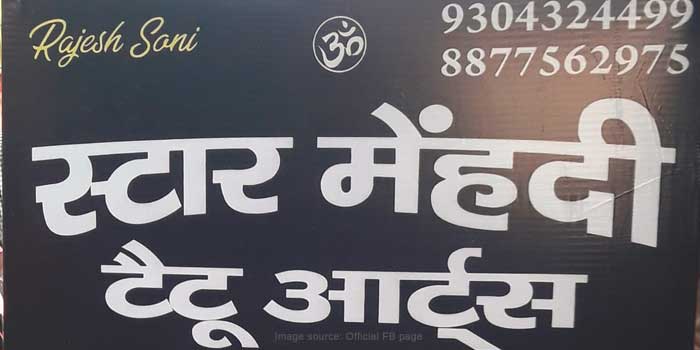 Rajesh Soni
ॐ
9304324499
8877562975
स्टार मेंहदी
टैटू आर्ट्स
Image source: Official FB page